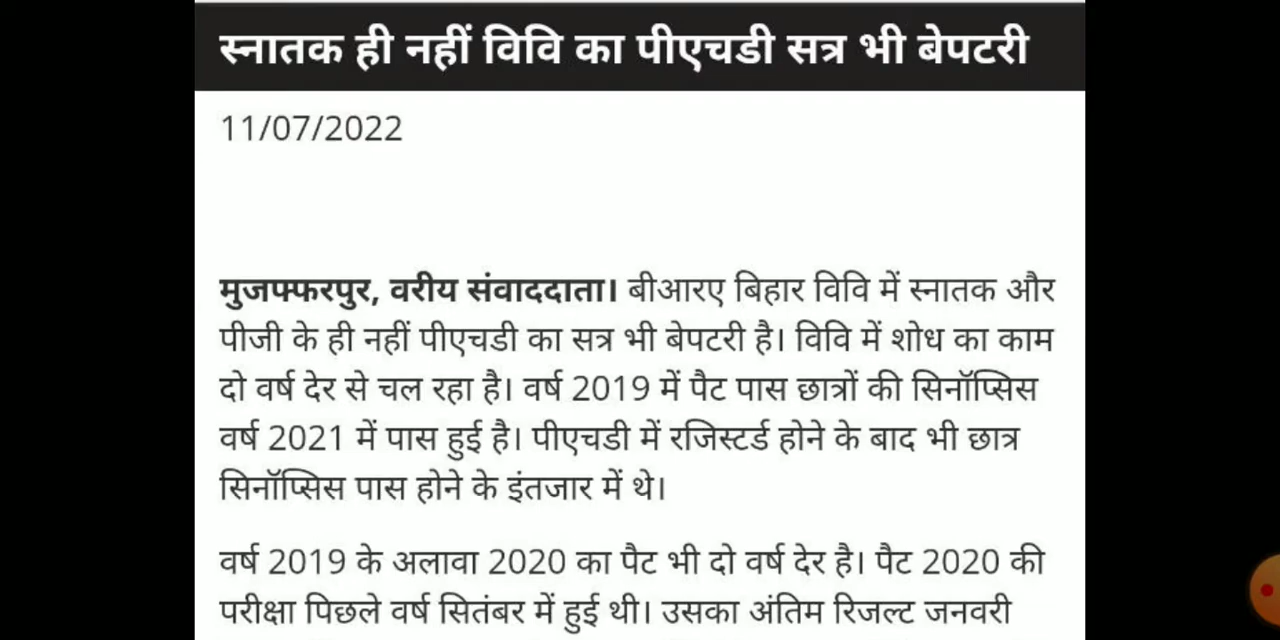 स्नातक ही नहीं विवि का पीएचडी सत्र भी बेपटरी
11/07/2022
मुजफ्फरपुर, वरीय संवाददाता। बीआरए बिहार विवि में स्नातक और
पीजी के ही नहीं पीएचडी का सत्र भी बेपटरी है। विवि में शोध का काम
दो वर्ष देर से चल रहा है। वर्ष 2019 में पैट पास छात्रों की सिनॉप्सिस
वर्ष 2021 में पास हुई है। पीएचडी में रजिस्टर्ड होने के बाद भी छात्र
सिनॉप्सिस पास होने के इंतजार में थे।
वर्ष 2019 के अलावा 2020 का पैट भी दो वर्ष देर है। पैट 2020 की
परीक्षा पिछले वर्ष सितंबर में हुई थी। उसका अंतिम रिजल्ट जनवरी